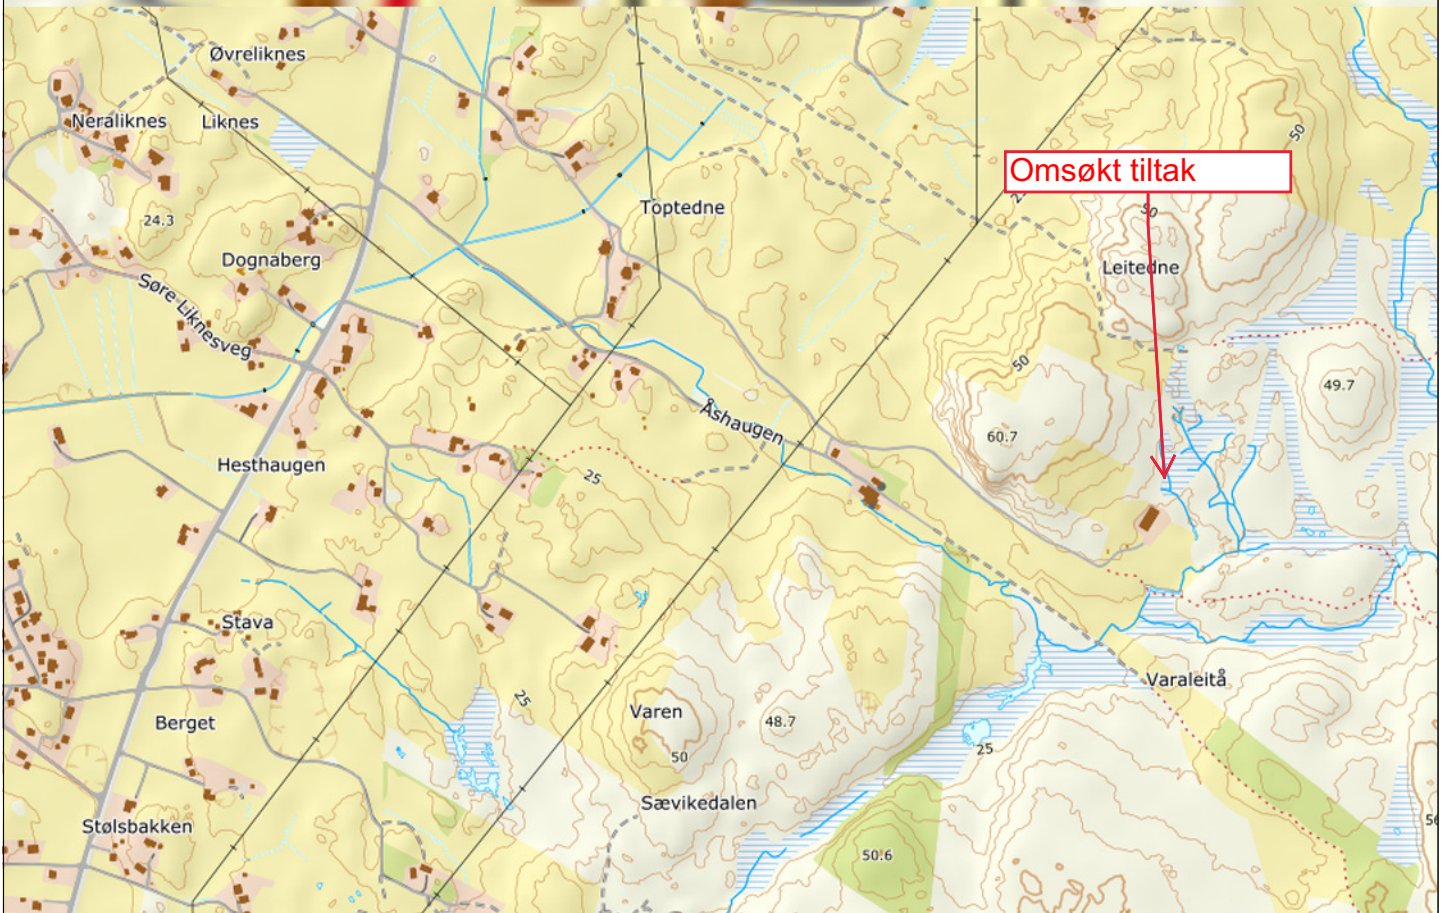 Øvreliknes
Neraliknes
Liknes
50
Omsøkt tiltak
24.3
Toptedne
50
Dognaberg
Leitedne
Søre Liknesveg
50
49.7
Åshaugen
60.7
Hesthaugen
25
Stava
Varaleitå
25
Varen
48.7
Berget
25
50
Sævikedalen
Stølsbakken
50.6